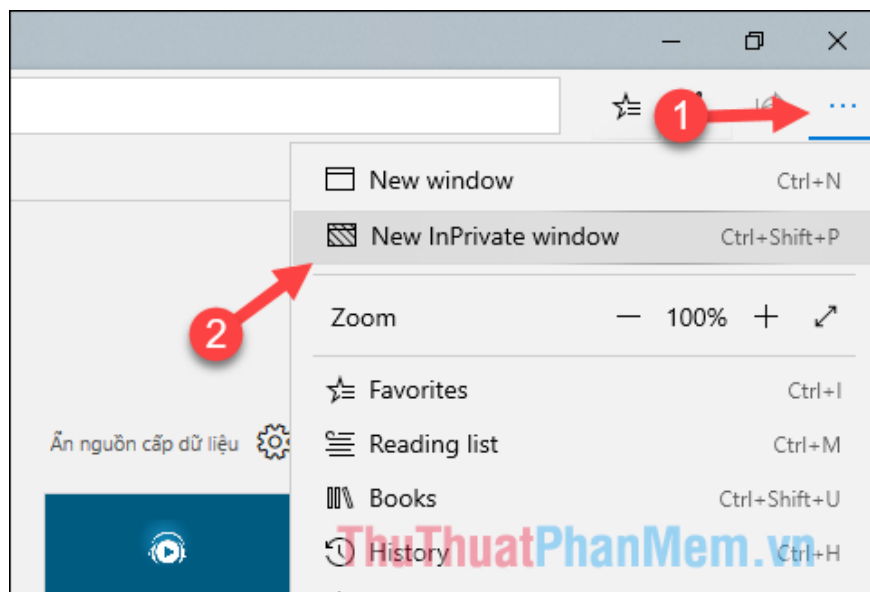 1
New window Ctrl+N
New InPrivate window Ctrl+Shift+P
2
Zoom 100%
Favorites Ctrl+I
Ẩn nguồn cấp dữ liệu
Reading list Ctrl+M
Books Ctrl+Shift+U
History Ctrl+H
ThuThuatPhanMem.vn